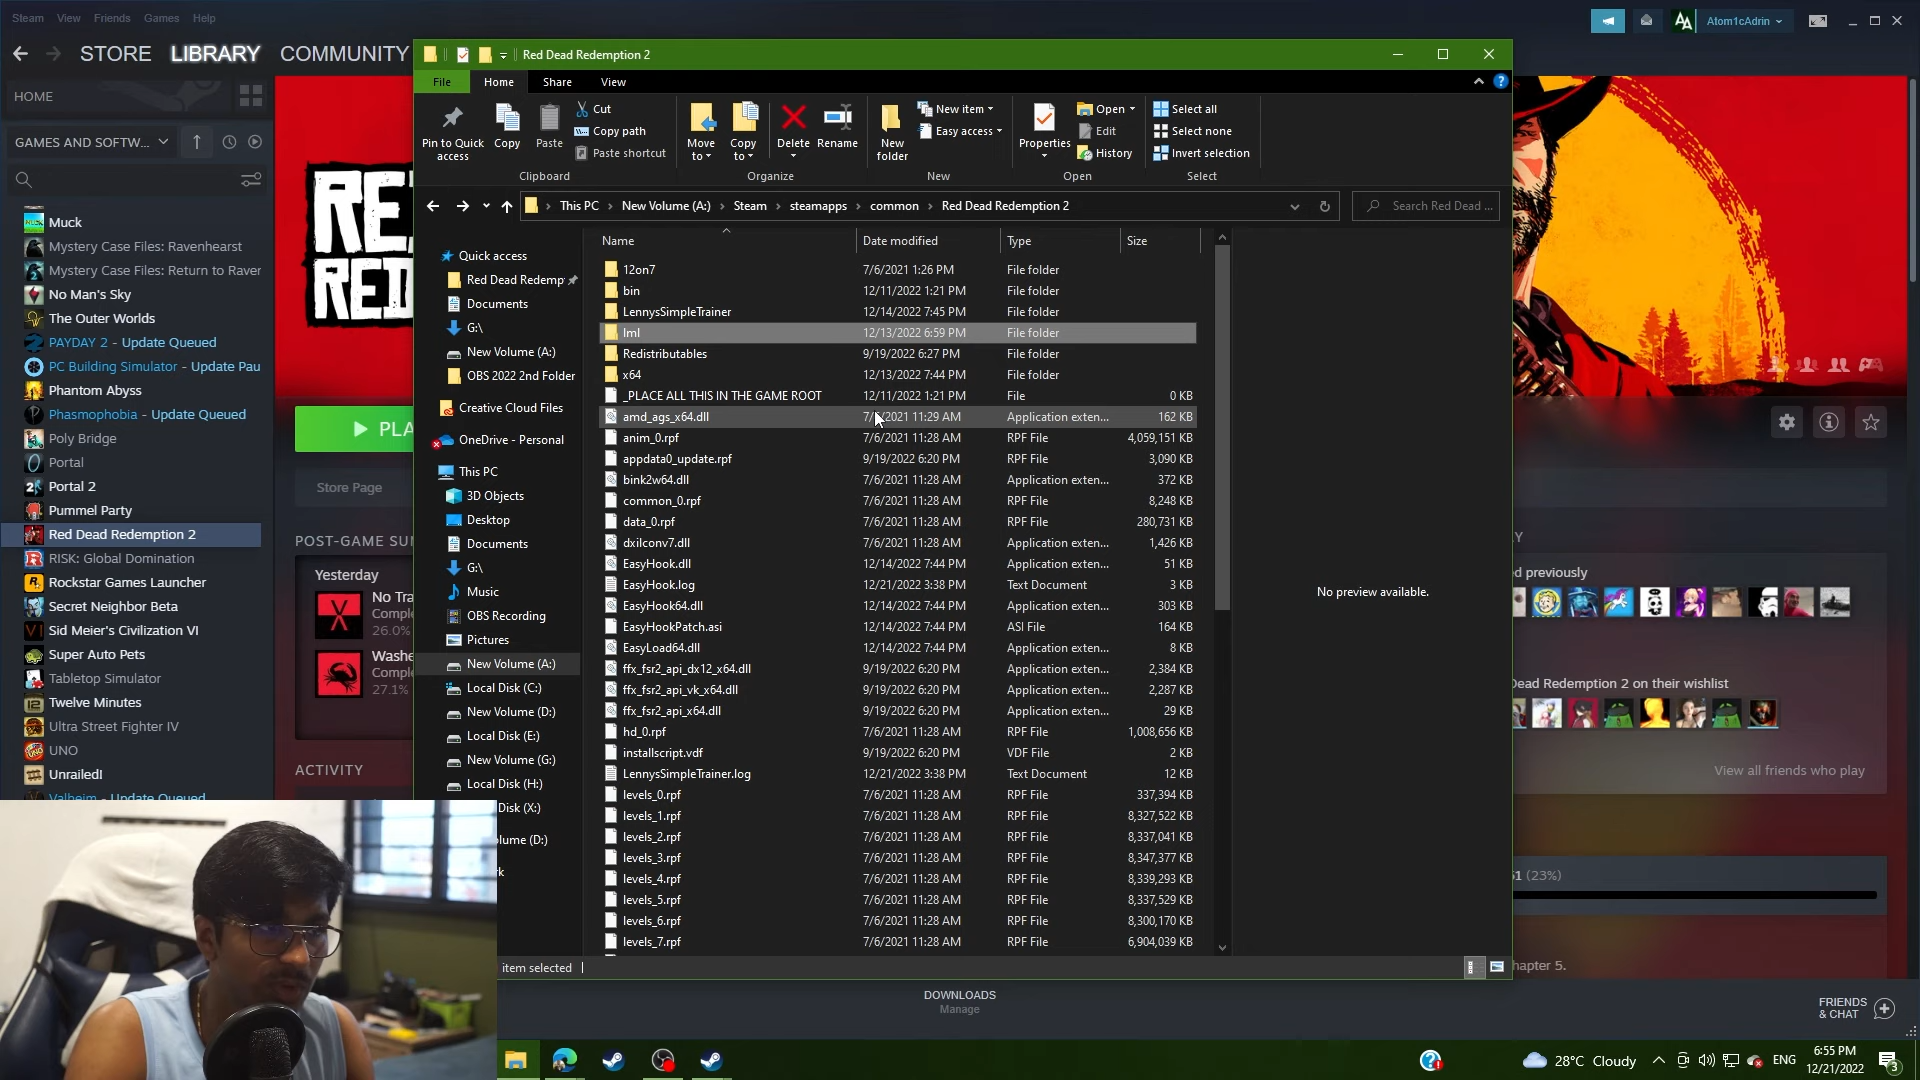 Steam View Friends Games Help
Atom1cAdrin
STORE LIBRARY COMMUNITY
HOME
GAMES AND SOFTW...
Muck
Mystery Case Files: Ravenhearst
Mystery Case Files: Return to Raver
No Man's Sky
The Outer Worlds
PAYDAY 2 - Update Queued
PC Building Simulator - Update Pau
Phantom Abyss
Phasmophobia - Update Queued
Poly Bridge
Portal
Portal 2
Pummel Party
Red Dead Redemption 2
RISK: Global Domination
Rockstar Games Launcher
Secret Neighbor Beta
Sid Meier's Civilization VI
Super Auto Pets
Tabletop Simulator
Twelve Minutes
Ultra Street Fighter IV
UNO
Unrailed!
Valheim - Update Queued
RE
REI
PLA
Store Page
POST-GAME SUM
Yesterday
No Tra
Comple
26.0%
Washe
Comple
27.1%
ACTIVITY
Red Dead Redemption 2
File Home Share View
Pin to Quick access
Copy
Paste
Cut
Copy path
Paste shortcut
Clipboard
Move to
Copy to
Delete
Rename
Organize
New folder
New item
Easy access
New
Properties
Open
Edit
History
Open
Select all
Select none
Invert selection
Select
This PC › New Volume (A:) › Steam › steamapps › common › Red Dead Redemption 2
Search Red Dead ...
Quick access
Red Dead Redemp
Documents
G:\
New Volume (A:)
OBS 2022 2nd Folder
Creative Cloud Files
OneDrive - Personal
This PC
3D Objects
Desktop
Documents
G:\
Music
OBS Recording
Pictures
New Volume (A:)
Local Disk (C:)
New Volume (D:)
Local Disk (E:)
New Volume (G:)
Local Disk (H:)
Disk (X:)
lume (D:)
rk
Name Date modified Type Size
12on7 7/6/2021 1:26 PM File folder
bin 12/11/2022 1:21 PM File folder
LennysSimpleTrainer 12/14/2022 7:45 PM File folder
lml 12/13/2022 6:59 PM File folder
Redistributables 9/19/2022 6:27 PM File folder
x64 12/13/2022 7:44 PM File folder
_PLACE ALL THIS IN THE GAME ROOT 12/11/2022 1:21 PM File 0 KB
amd_ags_x64.dll 7/ /2021 11:29 AM Application exten... 162 KB
anim_0.rpf 7/6/2021 11:28 AM RPF File 4,059,151 KB
appdata0_update.rpf 9/19/2022 6:20 PM RPF File 3,090 KB
bink2w64.dll 7/6/2021 11:28 AM Application exten... 372 KB
common_0.rpf 7/6/2021 11:28 AM RPF File 8,248 KB
data_0.rpf 7/6/2021 11:28 AM RPF File 280,731 KB
dxilconv7.dll 7/6/2021 11:28 AM Application exten... 1,426 KB
EasyHook.dll 12/14/2022 7:44 PM Application exten... 51 KB
EasyHook.log 12/21/2022 3:38 PM Text Document 3 KB
EasyHook64.dll 12/14/2022 7:44 PM Application exten... 303 KB
EasyHookPatch.asi 12/14/2022 7:44 PM ASI File 164 KB
EasyLoad64.dll 12/14/2022 7:44 PM Application exten... 8 KB
ffx_fsr2_api_dx12_x64.dll 9/19/2022 6:20 PM Application exten... 2,384 KB
ffx_fsr2_api_vk_x64.dll 9/19/2022 6:20 PM Application exten... 2,287 KB
ffx_fsr2_api_x64.dll 9/19/2022 6:20 PM Application exten... 29 KB
hd_0.rpf 7/6/2021 11:28 AM RPF File 1,008,656 KB
installscript.vdf 9/19/2022 6:20 PM VDF File 2 KB
LennysSimpleTrainer.log 12/21/2022 3:38 PM Text Document 12 KB
levels_0.rpf 7/6/2021 11:28 AM RPF File 337,394 KB
levels_1.rpf 7/6/2021 11:28 AM RPF File 8,327,522 KB
levels_2.rpf 7/6/2021 11:28 AM RPF File 8,337,041 KB
levels_3.rpf 7/6/2021 11:28 AM RPF File 8,347,377 KB
levels_4.rpf 7/6/2021 11:28 AM RPF File 8,339,293 KB
levels_5.rpf 7/6/2021 11:28 AM RPF File 8,337,529 KB
levels_6.rpf 7/6/2021 11:28 AM RPF File 8,300,170 KB
levels_7.rpf 7/6/2021 11:28 AM RPF File 6,904,039 KB
No preview available.
item selected
Y
d previously
Dead Redemption 2 on their wishlist
View all friends who play
51 (23%)
hapter 5.
DOWNLOADS
Manage
FRIENDS
& CHAT
28°C Cloudy
ENG
6:55 PM
12/21/2022
3